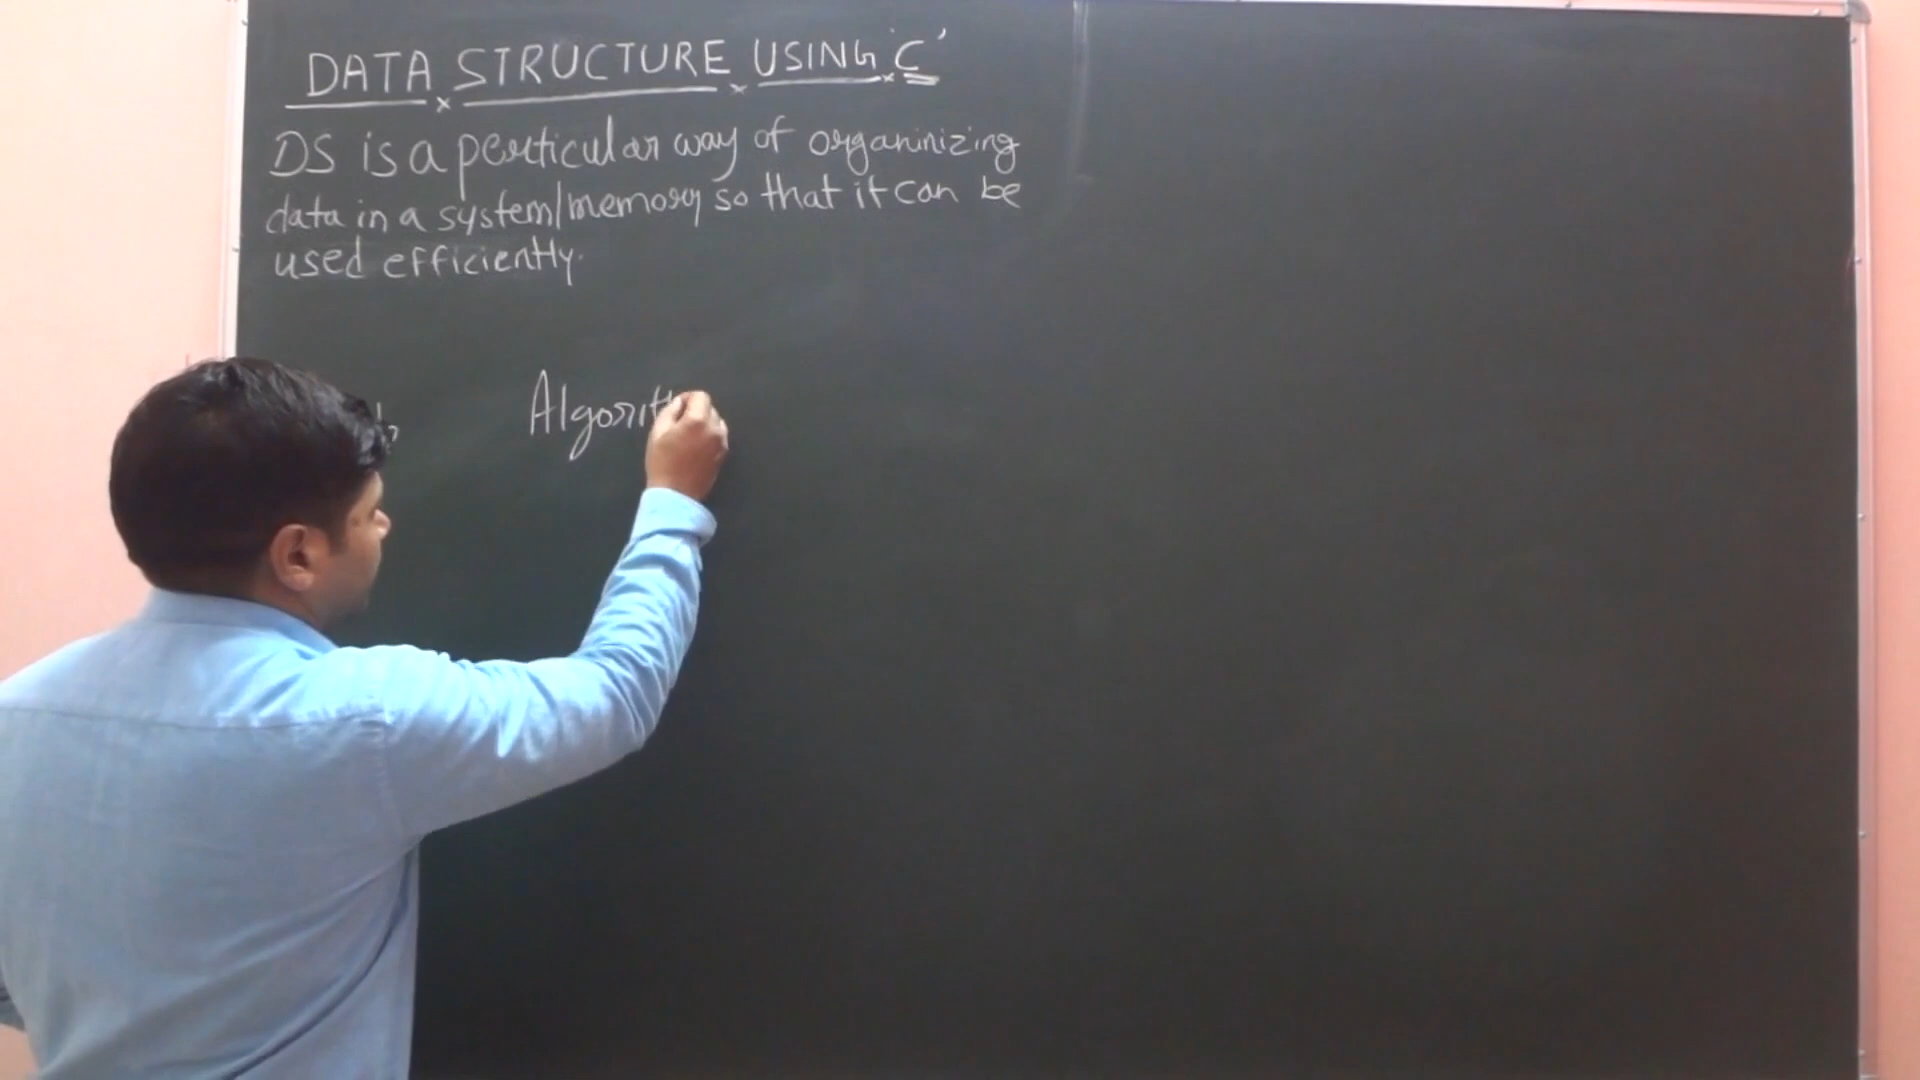 DATA STRUCTURE USING 'C'
DS is a perticular way of organinizing
data in a system/memory so that it can be
used efficiently.
Algorith